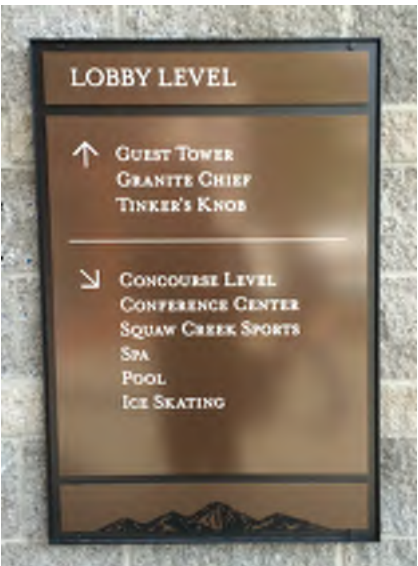 LOBBY LEVEL
↑ GUEST TOWER
GRANITE CHIEF
TINKER'S KNOB
↘ CONCOURSE LEVEL
CONFERENCE CENTER
SQUAW CREEK SPORTS
SPA
POOL
ICE SKATING